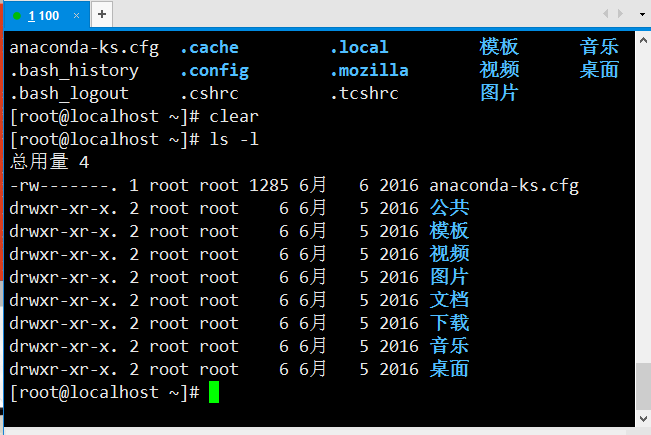 1 100 × +
anaconda-ks.cfg  .cache         .local         模板     音乐
.bash_history    .config        .mozilla       视频     桌面
.bash_logout     .cshrc         .tcshrc        图片
[root@localhost ~]# clear
[root@localhost ~]# ls -l
总用量 4
-rw-------. 1 root root 1285 6月   6 2016 anaconda-ks.cfg
drwxr-xr-x. 2 root root    6 6月   5 2016 公共
drwxr-xr-x. 2 root root    6 6月   5 2016 模板
drwxr-xr-x. 2 root root    6 6月   5 2016 视频
drwxr-xr-x. 2 root root    6 6月   5 2016 图片
drwxr-xr-x. 2 root root    6 6月   5 2016 文档
drwxr-xr-x. 2 root root    6 6月   5 2016 下载
drwxr-xr-x. 2 root root    6 6月   5 2016 音乐
drwxr-xr-x. 2 root root    6 6月   5 2016 桌面
[root@localhost ~]#